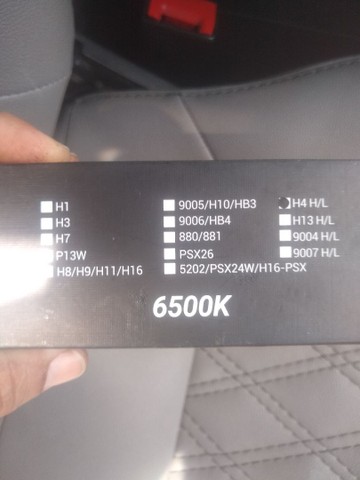 H1
H3
H7
P13W
H8/H9/H11/H16
9005/H10/HB3
9006/HB4
880/881
PSX26
5202/PSX24W/H16-PSX
H4 H/L
H13 H/L
9004 H/L
9007 H/L
6500K